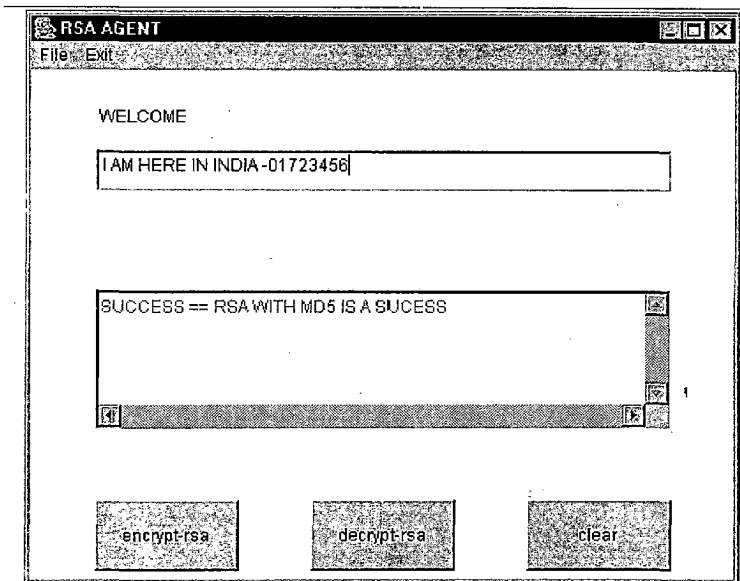 RSA AGENT
File Exit
WELCOME
I AM HERE IN INDIA -01723456
SUCCESS == RSA WITH MD5 IS A SUCESS
encrypt-rsa decrypt-rsa clear